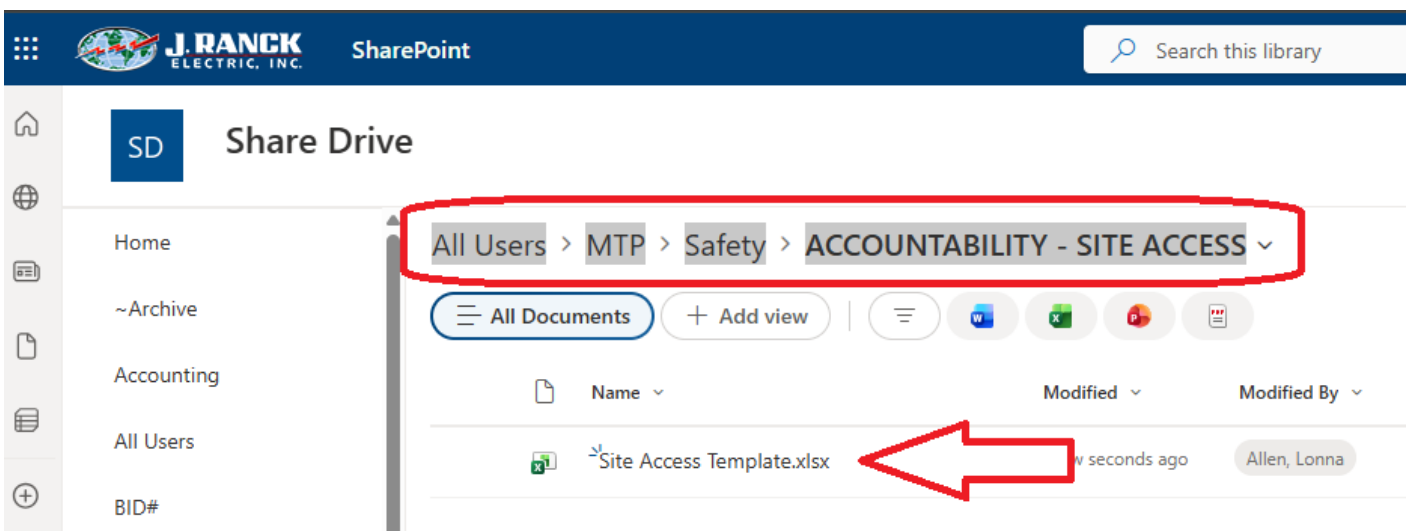 J. RANCK
ELECTRIC, INC.
SharePoint
Search this library
SD
Share Drive
Home
~Archive
Accounting
All Users
BID#
All Users > MTP > Safety > ACCOUNTABILITY - SITE ACCESS
All Documents
+ Add view
Name
Modified
Modified By
Site Access Template.xlsx
seconds ago
Allen, Lonna